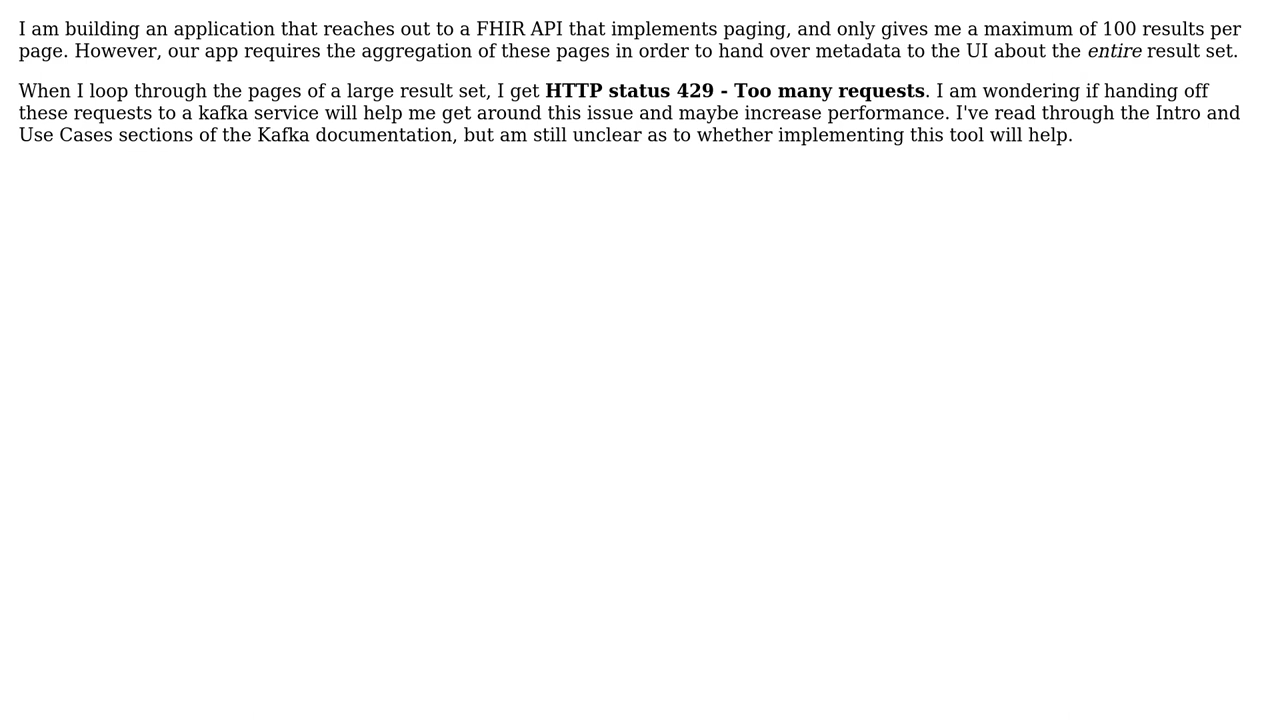 I am building an application that reaches out to a FHIR API that implements paging, and only gives me a maximum of 100 results per
page. However, our app requires the aggregation of these pages in order to hand over metadata to the UI about the entire result set.
When I loop through the pages of a large result set, I get HTTP status 429 - Too many requests. I am wondering if handing off
these requests to a kafka service will help me get around this issue and maybe increase performance. I've read through the Intro and
Use Cases sections of the Kafka documentation, but am still unclear as to whether implementing this tool will help.